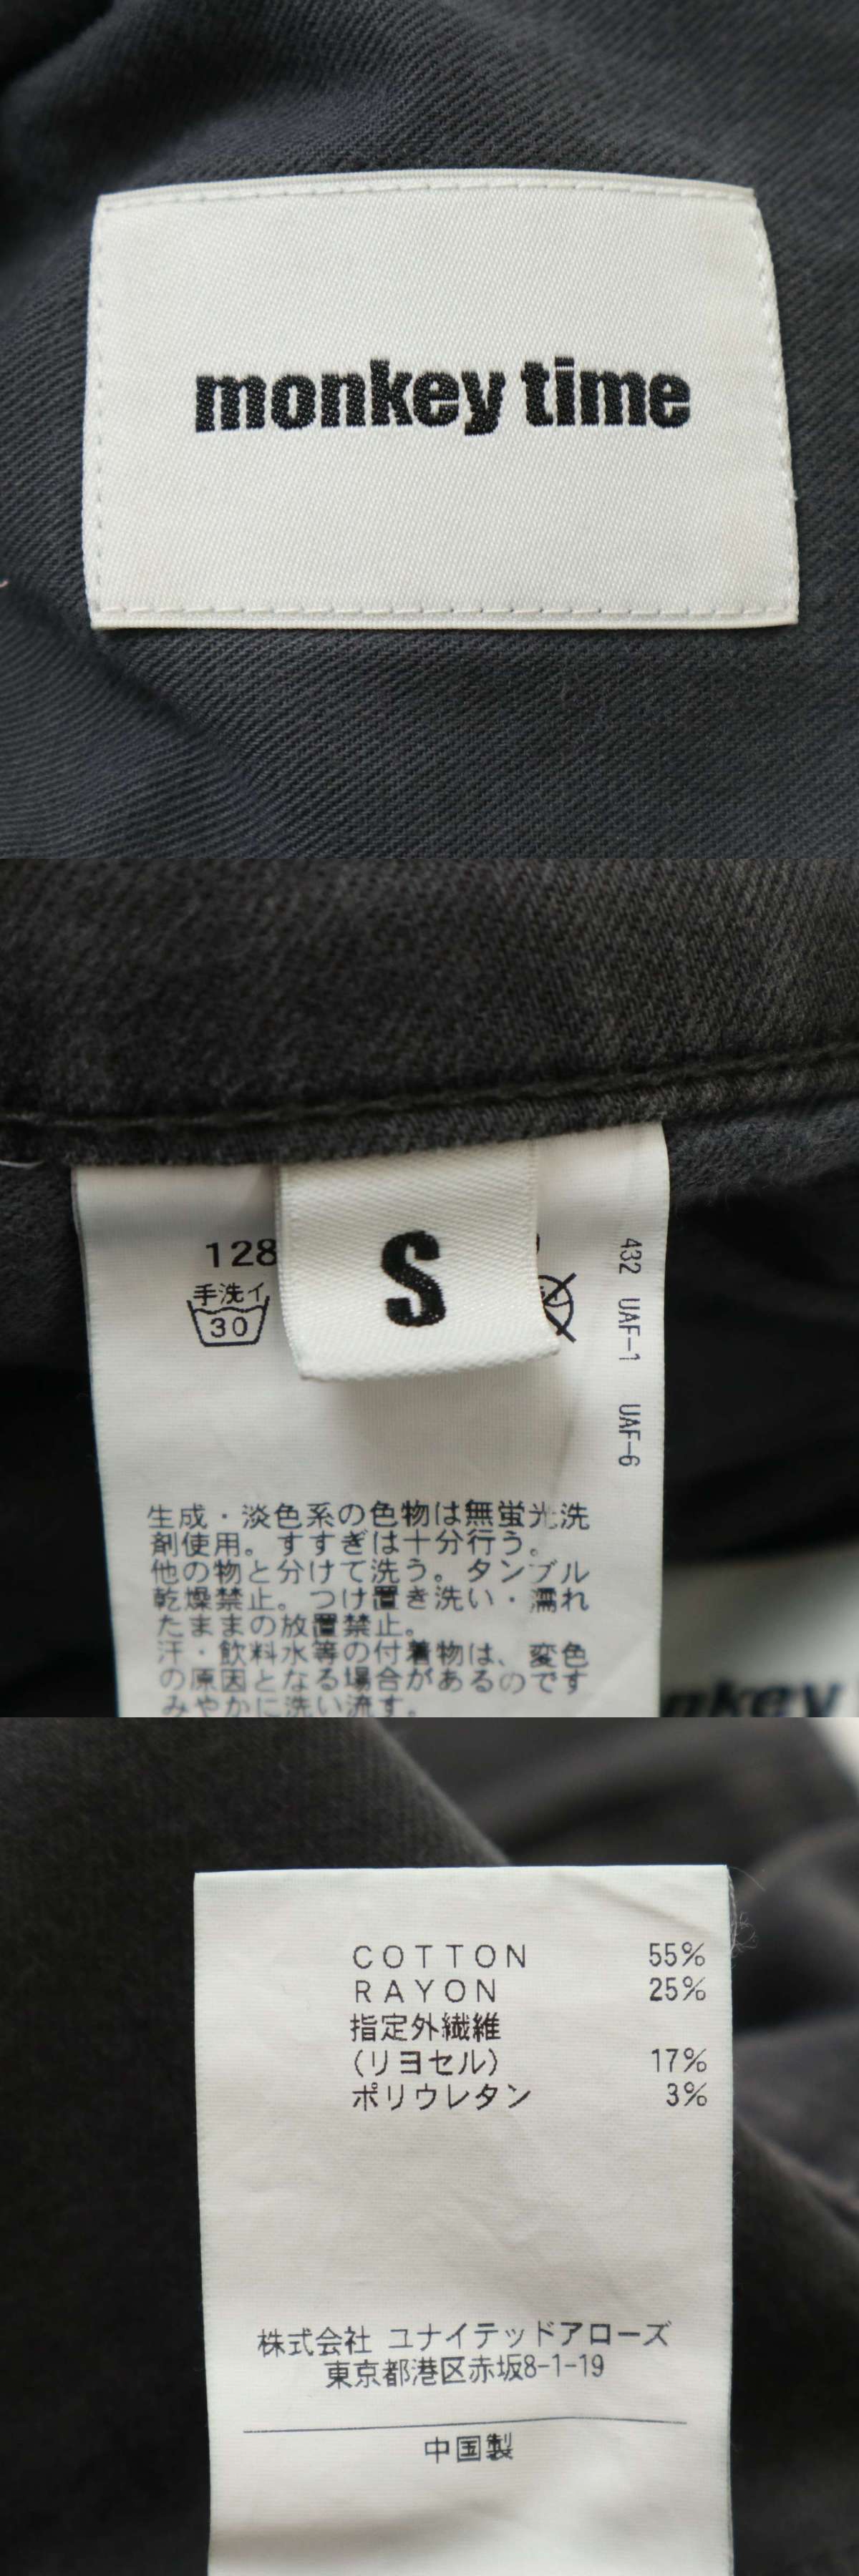 monkey time
S
128
手洗イ
30
432 UAF-1 UAF-6
生成・淡色系の色物は無蛍光洗
剤使用。すすぎは十分行う。
他の物と分けて洗う。タンブル
乾燥禁止。つけ置き洗い・濡れ
たままの放置禁止。
汗・飲料水等の付着物は、変色
の原因となる場合があるのです
みやかに洗い流す。
nkey
COTTON 55%
RAYON 25%
指定外繊維
(リヨセル) 17%
ポリウレタン 3%
株式会社 ユナイテッドアローズ
東京都港区赤坂8-1-19
中国製